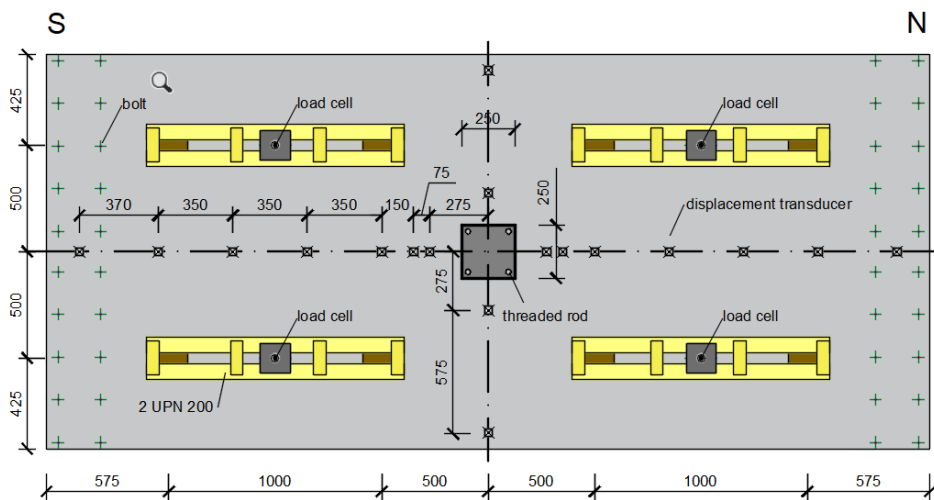 S
N
425
bolt
load cell
250
load cell
500
75
250
370
350
350
350
150
275
displacement transducer
500
275
load cell
threaded rod
load cell
575
425
2 UPN 200
575
1000
500
500
1000
575